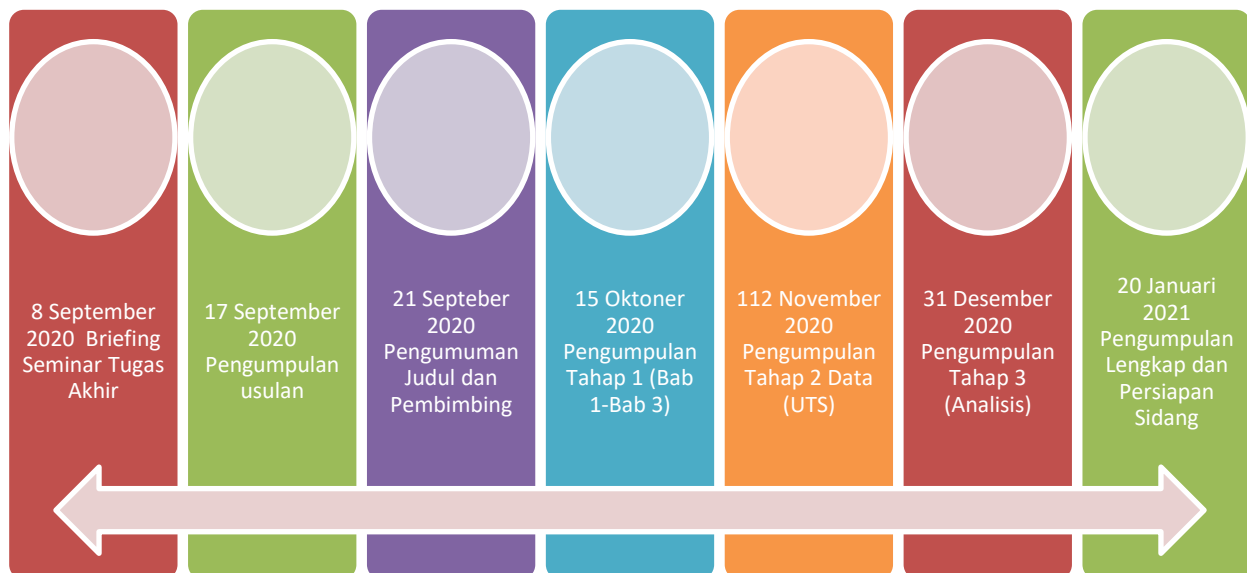 8 September
2020  Briefing
Seminar Tugas
Akhir
17 September
2020
Pengumpulan
usulan
21 Septeber
2020
Pengumuman
Judul dan
Pembimbing
15 Oktoner
2020
Pengumpulan
Tahap 1 (Bab
1-Bab 3)
112 November
2020
Pengumpulan
Tahap 2 Data
(UTS)
31 Desember
2020
Pengumpulan
Tahap 3
(Analisis)
20 Januari
2021
Pengumpulan
Lengkap dan
Persiapan
Sidang